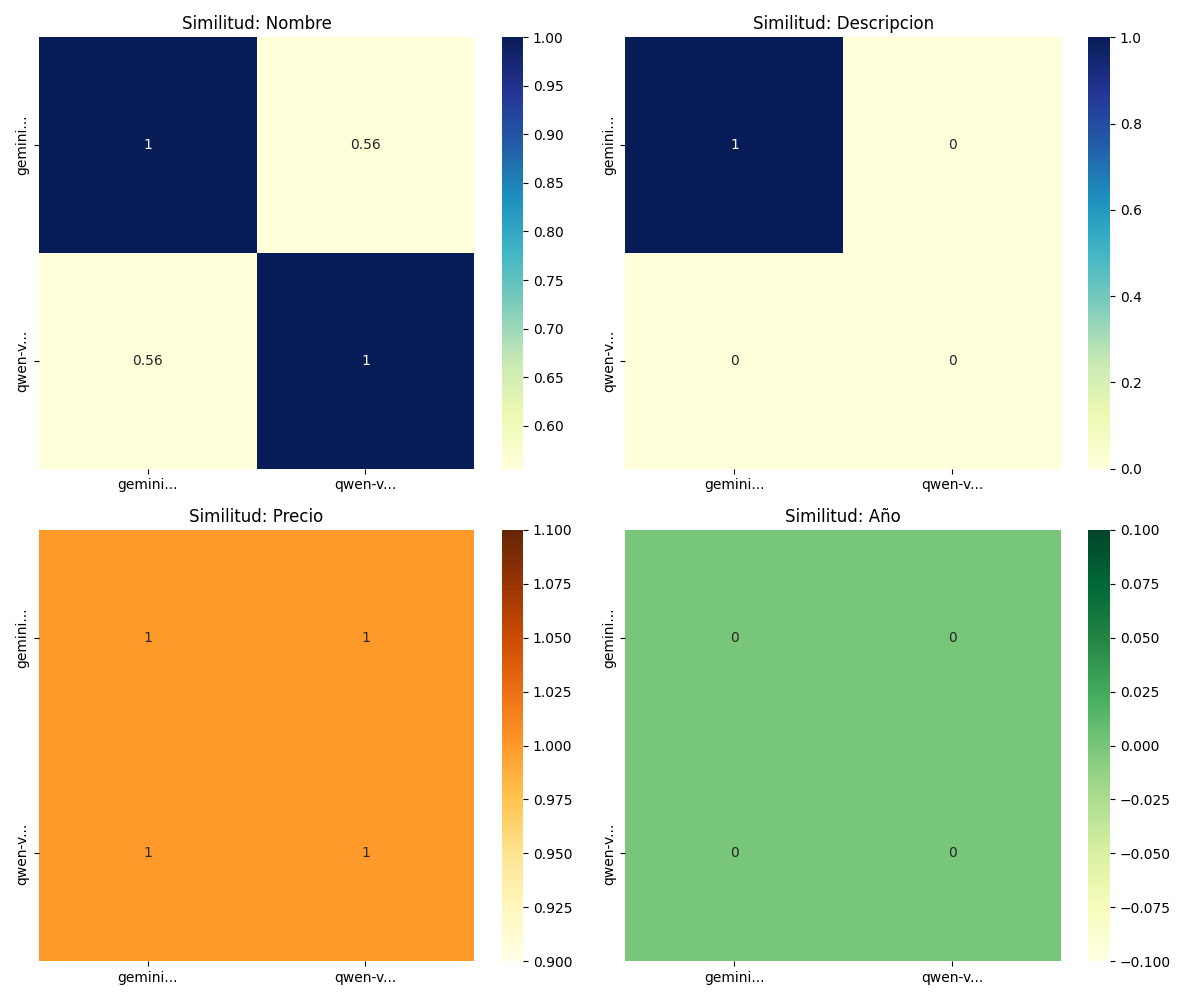 Similitud: Nombre
gemini...
qwen-v...
1
0.56
0.56
1
gemini...
qwen-v...
1.00
0.95
0.90
0.85
0.80
0.75
0.70
0.65
0.60
Similitud: Descripcion
gemini...
qwen-v...
1
0
0
0
gemini...
qwen-v...
1.0
0.8
0.6
0.4
0.2
0.0
Similitud: Precio
gemini...
qwen-v...
1
1
1
1
gemini...
qwen-v...
1.100
1.075
1.050
1.025
1.000
0.975
0.950
0.925
0.900
Similitud: Año
gemini...
qwen-v...
0
0
0
0
gemini...
qwen-v...
0.100
0.075
0.050
0.025
0.000
−0.025
−0.050
−0.075
−0.100